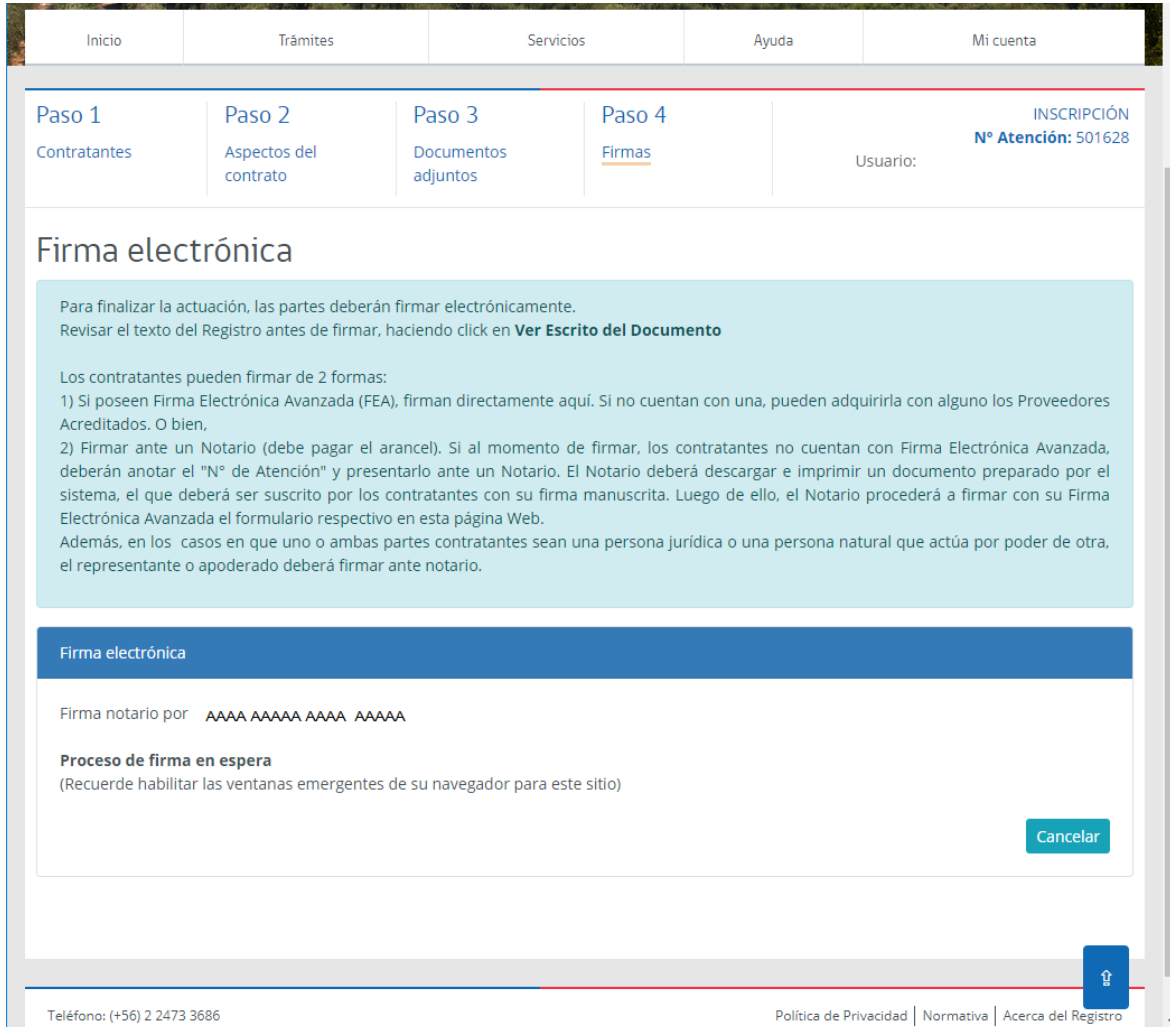 Inicio
Trámites
Servicios
Ayuda
Mi cuenta
Paso 1
Contratantes
Paso 2
Aspectos del
contrato
Paso 3
Documentos
adjuntos
Paso 4
Firmas
INSCRIPCIÓN
Nº Atención: 501628
Usuario:
Firma electrónica
Para finalizar la actuación, las partes deberán firmar electrónicamente.
Revisar el texto del Registro antes de firmar, haciendo click en Ver Escrito del Documento
Los contratantes pueden firmar de 2 formas:
1) Si poseen Firma Electrónica Avanzada (FEA), firman directamente aquí. Si no cuentan con una, pueden adquirirla con alguno los Proveedores
Acreditados. O bien,
2) Firmar ante un Notario (debe pagar el arancel). Si al momento de firmar, los contratantes no cuentan con Firma Electrónica Avanzada,
deberán anotar el "N° de Atención" y presentarlo ante un Notario. El Notario deberá descargar e imprimir un documento preparado por el
sistema, el que deberá ser suscrito por los contratantes con su firma manuscrita. Luego de ello, el Notario procederá a firmar con su Firma
Electrónica Avanzada el formulario respectivo en esta página Web.
Además, en los casos en que uno o ambas partes contratantes sean una persona jurídica o una persona natural que actúa por poder de otra,
el representante o apoderado deberá firmar ante notario.
Firma electrónica
Firma notario por AAAA AAAAA AAAA AAAAA
Proceso de firma en espera
(Recuerde habilitar las ventanas emergentes de su navegador para este sitio)
Cancelar
Teléfono: (+56) 2 2473 3686
Política de Privacidad | Normativa | Acerca del Registro